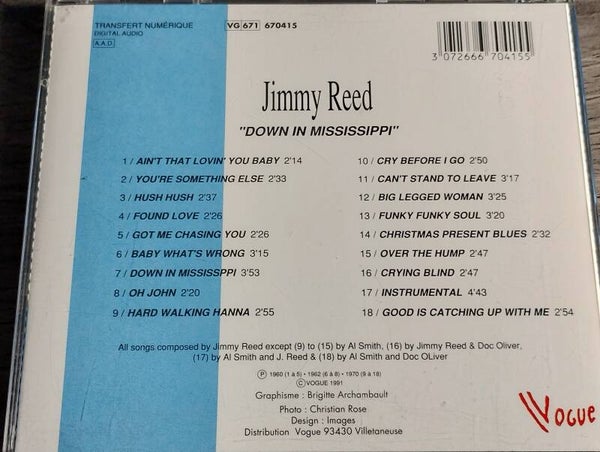 TRANSFERT NUMÉRIQUE
DIGITAL AUDIO
A.A.D.
VG 671 670415
3 072666 704155
Jimmy Reed
"DOWN IN MISSISSIPPI"
1 / AIN'T THAT LOVIN' YOU BABY 2'14
2 / YOU'RE SOMETHING ELSE 2'33
3 / HUSH HUSH 2'37
4 / FOUND LOVE 2'26
5 / GOT ME CHASING YOU 2'26
6 / BABY WHAT'S WRONG 3'15
7 / DOWN IN MISSISSPPI 3'53
8 / OH JOHN 2'20
9 / HARD WALKING HANNA 2'55
10 / CRY BEFORE I GO 2'50
11 / CAN'T STAND TO LEAVE 3'17
12 / BIG LEGGED WOMAN 3'25
13 / FUNKY FUNKY SOUL 3'20
14 / CHRISTMAS PRESENT BLUES 2'32
15 / OVER THE HUMP 2'47
16 / CRYING BLIND 2'47
17 / INSTRUMENTAL 4'43
18 / GOOD IS CATCHING UP WITH ME 2'54
All songs composed by Jimmy Reed except (9) to (15) by Al Smith, (16) by Jimmy Reed & Doc Oliver,
(17) by Al Smith and J. Reed & (18) by Al Smith and Doc OLiver
Ⓟ 1960 (1 à 5) • 1962 (6 à 8) • 1970 (9 à 18)
Ⓒ VOGUE 1991
Graphisme : Brigitte Archambault
Photo : Christian Rose
Design : Images
Distribution Vogue 93430 Villetaneuse
VOGUE